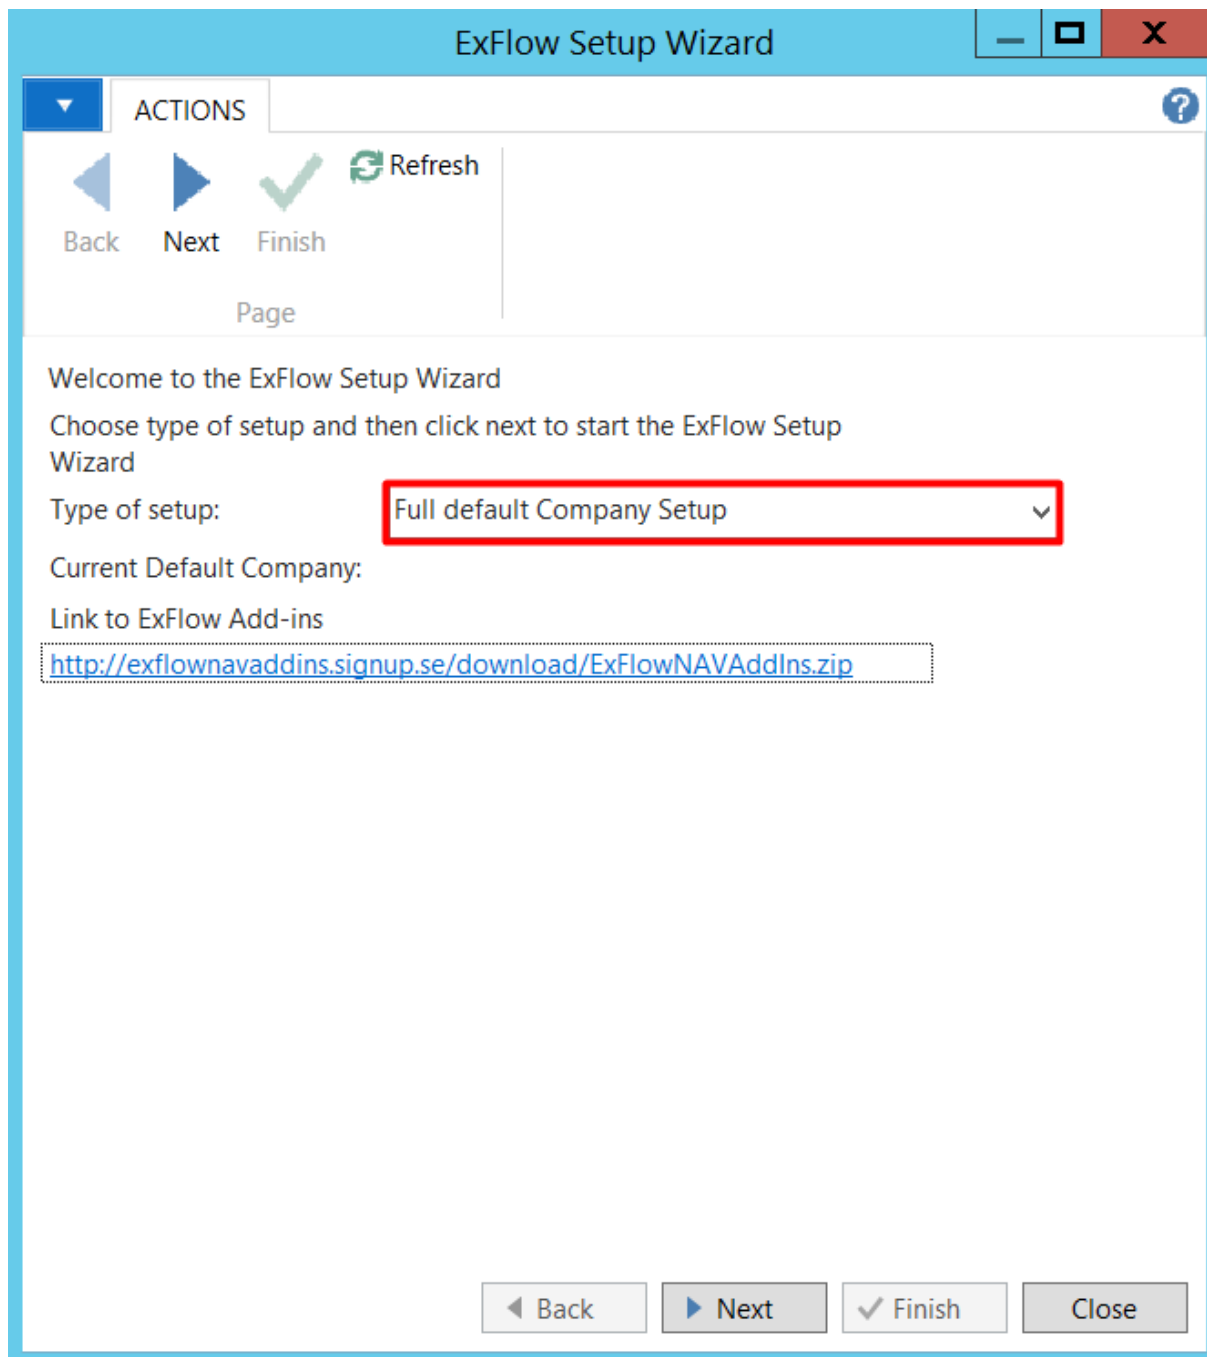 ExFlow Setup Wizard
ACTIONS
Back
Next
Finish
Refresh
Page
Welcome to the ExFlow Setup Wizard
Choose type of setup and then click next to start the ExFlow Setup
Wizard
Type of setup: Full default Company Setup
Current Default Company:
Link to ExFlow Add-ins
http://exflownavaddins.signup.se/download/ExFlowNAVAddIns.zip
Back
Next
Finish
Close